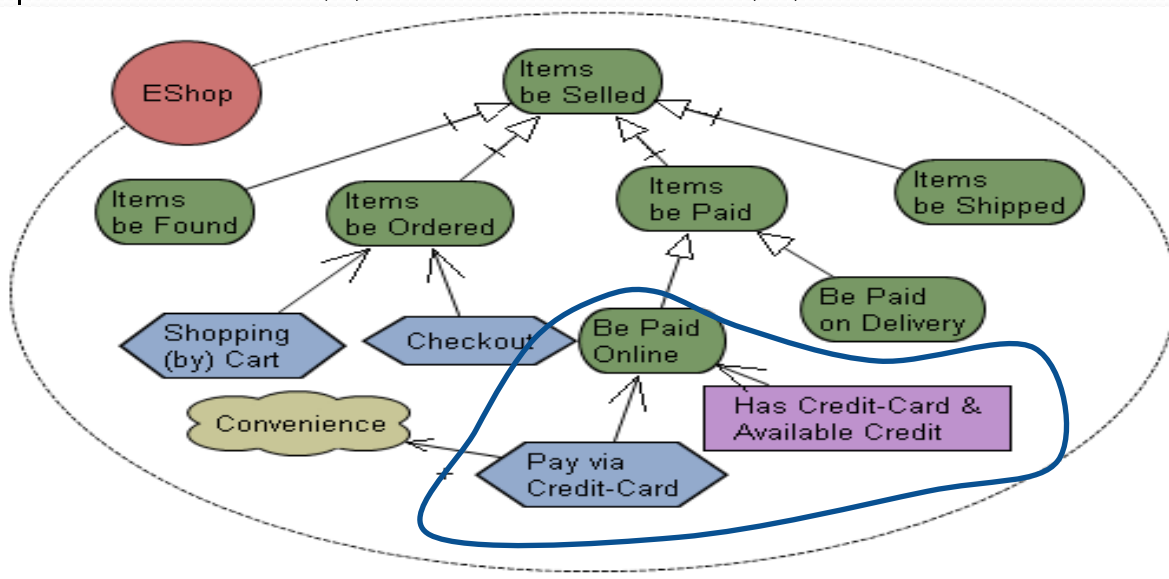 EShop
Items
be Selled
Items
be Found
Items
be Ordered
Items
be Paid
Items
be Shipped
Shopping
(by) Cart
Checkout
Be Paid
Online
Be Paid
on Delivery
Convenience
Pay via
Credit-Card
Has Credit-Card &
Available Credit